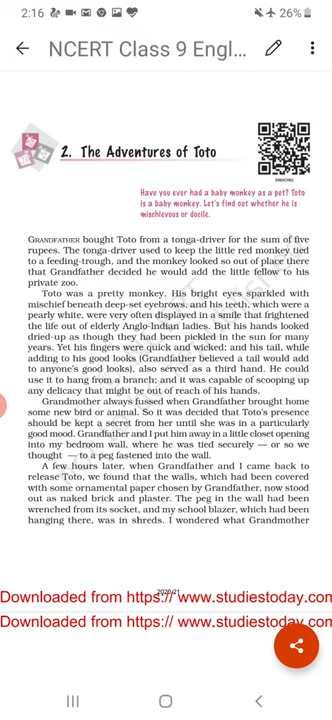 2:16
26%
NCERT Class 9 Engl...
2. The Adventures of Toto
Have you ever had a baby monkey as a pet? Toto
is a baby monkey. Let's find out whether he is
mischievous or docile.
GRANDFATHER bought Toto from a tonga-driver for the sum of five
rupees. The tonga-driver used to keep the little red monkey tied
to a feeding-trough, and the monkey looked so out of place there
that Grandfather decided he would add the little fellow to his
private zoo.
Toto was a pretty monkey. His bright eyes sparkled with
mischief beneath deep-set eyebrows, and his teeth, which were a
pearly white, were very often displayed in a smile that frightened
the life out of elderly Anglo-Indian ladies. But his hands looked
dried-up as though they had been pickled in the sun for many
years. Yet his fingers were quick and wicked; and his tail, while
adding to his good looks (Grandfather believed a tail would add
to anyone's good looks), also served as a third hand. He could
use it to hang from a branch; and it was capable of scooping up
any delicacy that might be out of reach of his hands.
Grandmother always fussed when Grandfather brought home
some new bird or animal. So it was decided that Toto's presence
should be kept a secret from her until she was in a particularly
good mood. Grandfather and I put him away in a little closet opening
into my bedroom wall, where he was tied securely — or so we
thought — to a peg fastened into the wall.
A few hours later, when Grandfather and I came back to
release Toto, we found that the walls, which had been covered
with some ornamental paper chosen by Grandfather, now stood
out as naked brick and plaster. The peg in the wall had been
wrenched from its socket, and my school blazer, which had been
hanging there, was in shreds. I wondered what Grandmother
2020-21
Downloaded from https:// www.studiestoday.com
Downloaded from https:// www.studiestoday.com